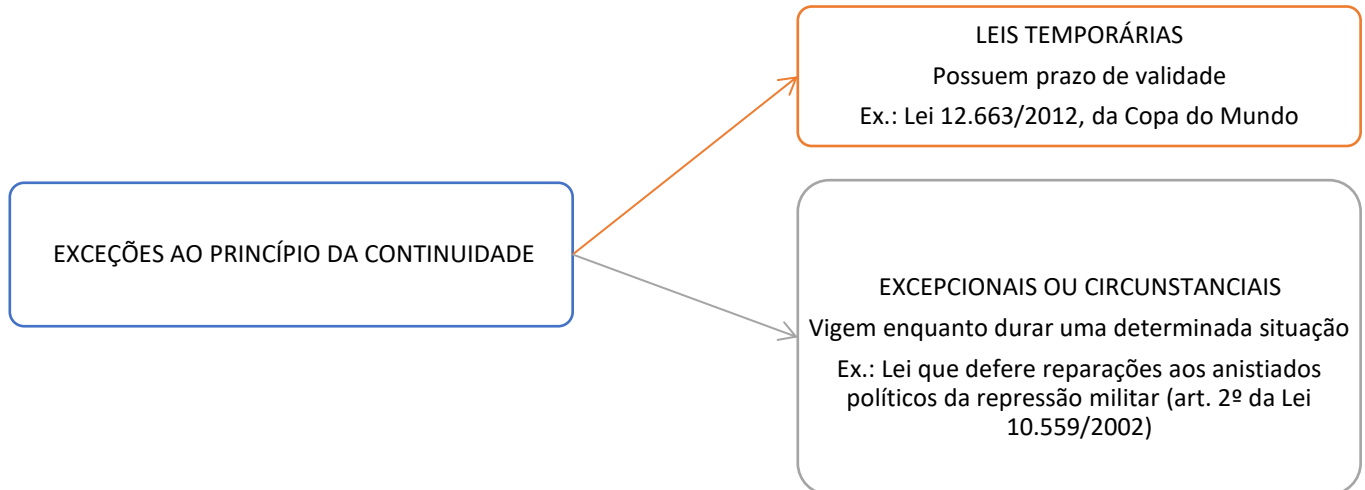 EXCEÇÕES AO PRINCÍPIO DA CONTINUIDADE
LEIS TEMPORÁRIAS
Possuem prazo de validade
Ex.: Lei 12.663/2012, da Copa do Mundo
EXCEPCIONAIS OU CIRCUNSTANCIAIS
Vigem enquanto durar uma determinada situação
Ex.: Lei que defere reparações aos anistiados
políticos da repressão militar (art. 2º da Lei
10.559/2002)